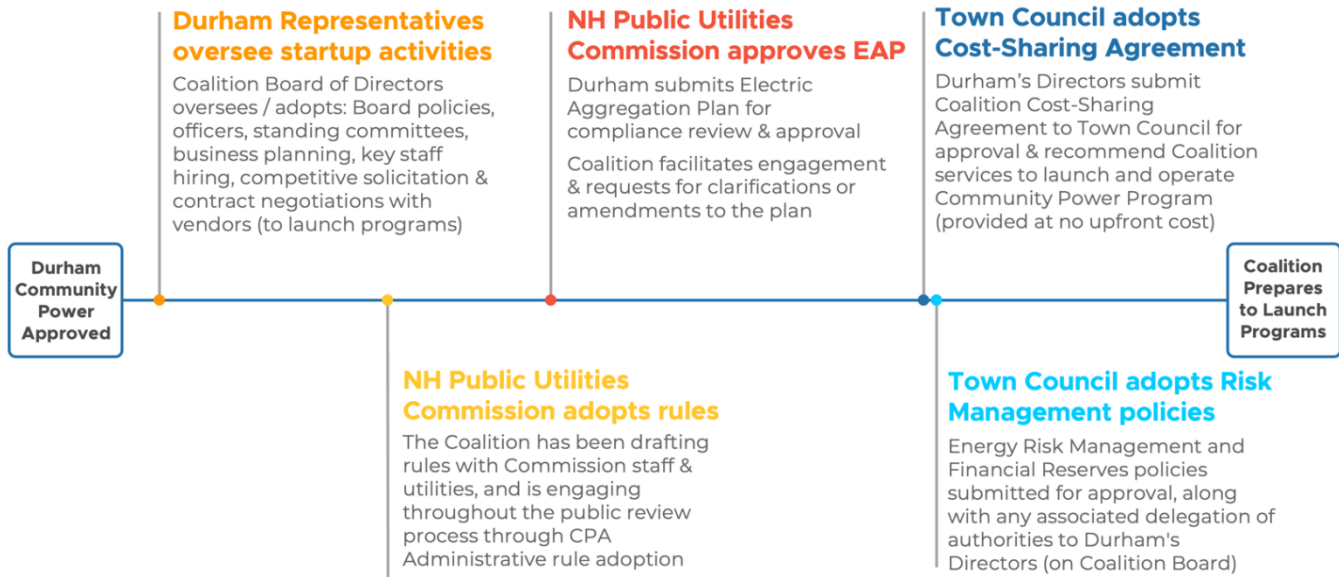 Durham Representatives
oversee startup activities
Coalition Board of Directors
oversees / adopts: Board policies,
officers, standing committees,
business planning, key staff
hiring, competitive solicitation &
contract negotiations with
vendors (to launch programs)
NH Public Utilities
Commission approves EAP
Durham submits Electric
Aggregation Plan for
compliance review & approval
Coalition facilitates engagement
& requests for clarifications or
amendments to the plan
Town Council adopts
Cost-Sharing Agreement
Durham's Directors submit
Coalition Cost-Sharing
Agreement to Town Council for
approval & recommend Coalition
services to launch and operate
Community Power Program
(provided at no upfront cost)
Durham
Community
Power
Approved
Coalition
Prepares
to Launch
Programs
NH Public Utilities
Commission adopts rules
The Coalition has been drafting
rules with Commission staff &
utilities, and is engaging
throughout the public review
process through CPA
Administrative rule adoption
Town Council adopts Risk
Management policies
Energy Risk Management and
Financial Reserves policies
submitted for approval, along
with any associated delegation of
authorities to Durham's
Directors (on Coalition Board)